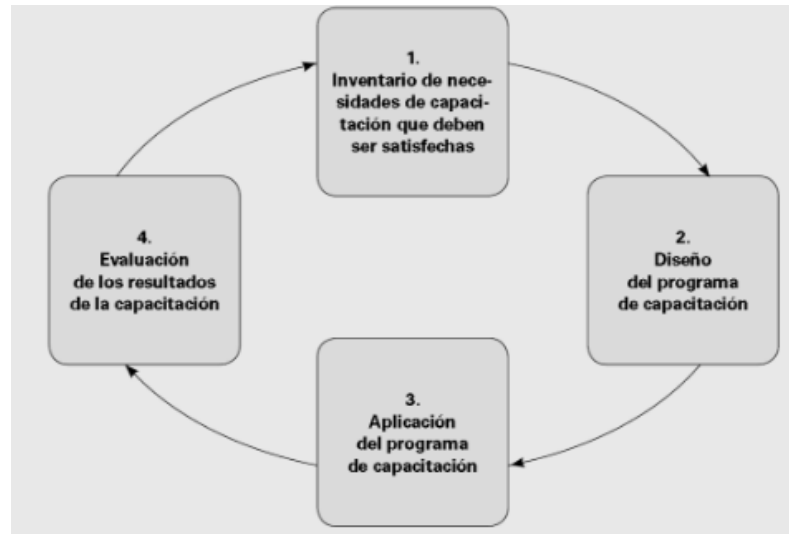 1.
Inventario de nece-
sidades de capaci-
tación que deben
ser satisfechas
2.
Diseño
del programa
de capacitación
3.
Aplicación
del programa
de capacitación
4.
Evaluación
de los resultados
de la capacitación